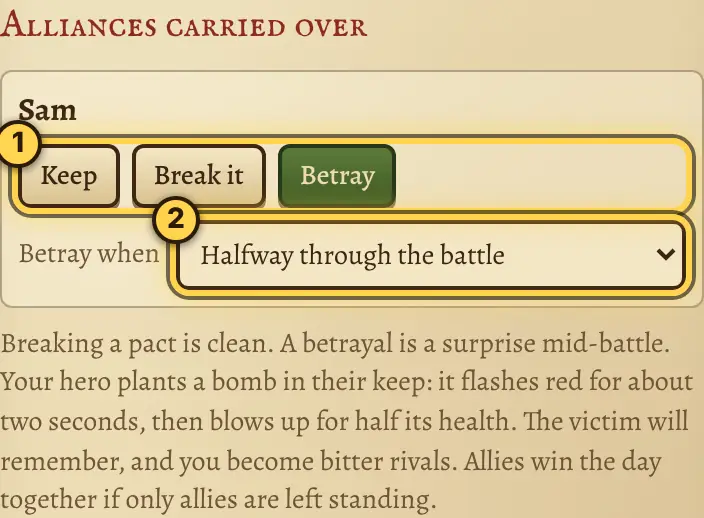 Alliances carried over
Sam
1
Keep Break it Betray
2
Betray when Halfway through the battle
Breaking a pact is clean. A betrayal is a surprise mid-battle.
Your hero plants a bomb in their keep: it flashes red for about
two seconds, then blows up for half its health. The victim will
remember, and you become bitter rivals. Allies win the day
together if only allies are left standing.